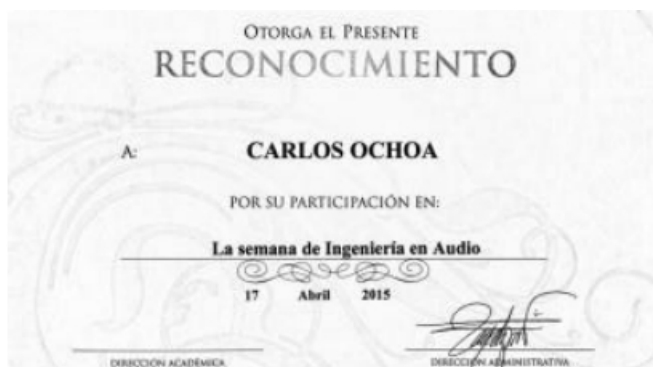 OTORGA EL PRESENTE
RECONOCIMIENTO
A: CARLOS OCHOA
POR SU PARTICIPACIÓN EN:
La semana de Ingeniería en Audio
17 Abril 2015
DIRECCIÓN ACADÉMICA DIRECCIÓN ADMINISTRATIVA